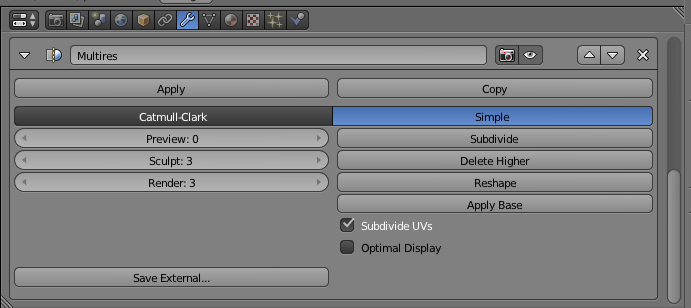 Multires
Apply Copy
Catmull-Clark Simple
Preview: 0 Subdivide
Sculpt: 3 Delete Higher
Render: 3 Reshape
Apply Base
Subdivide UVs
Optimal Display
Save External...